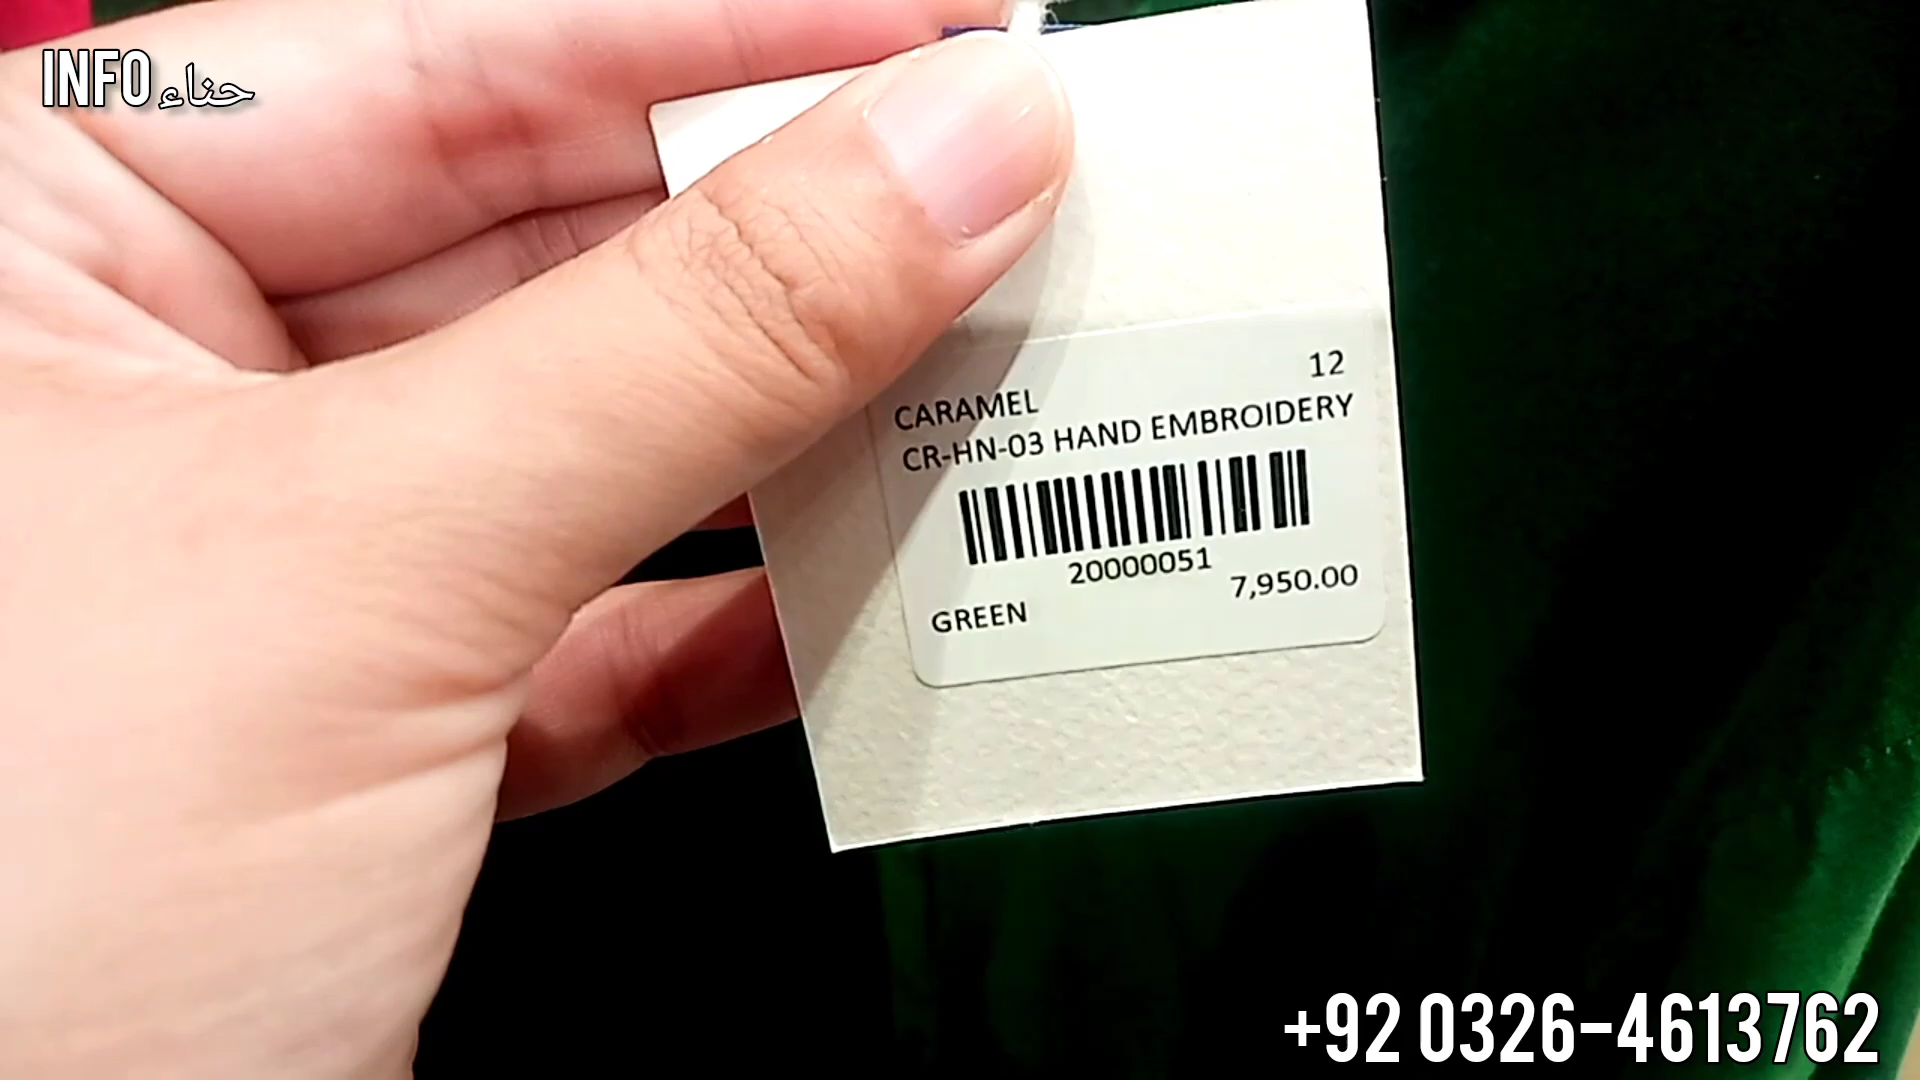 INFO حناء
12
CARAMEL
CR-HN-03 HAND EMBROIDERY
20000051
7,950.00
GREEN
+92 0326-4613762